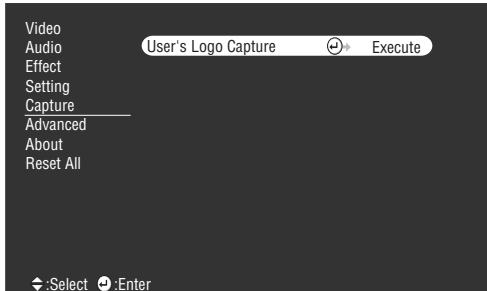 Video
Audio
User's Logo Capture Execute
Effect
Setting
Capture
Advanced
About
Reset All
:Select :Enter